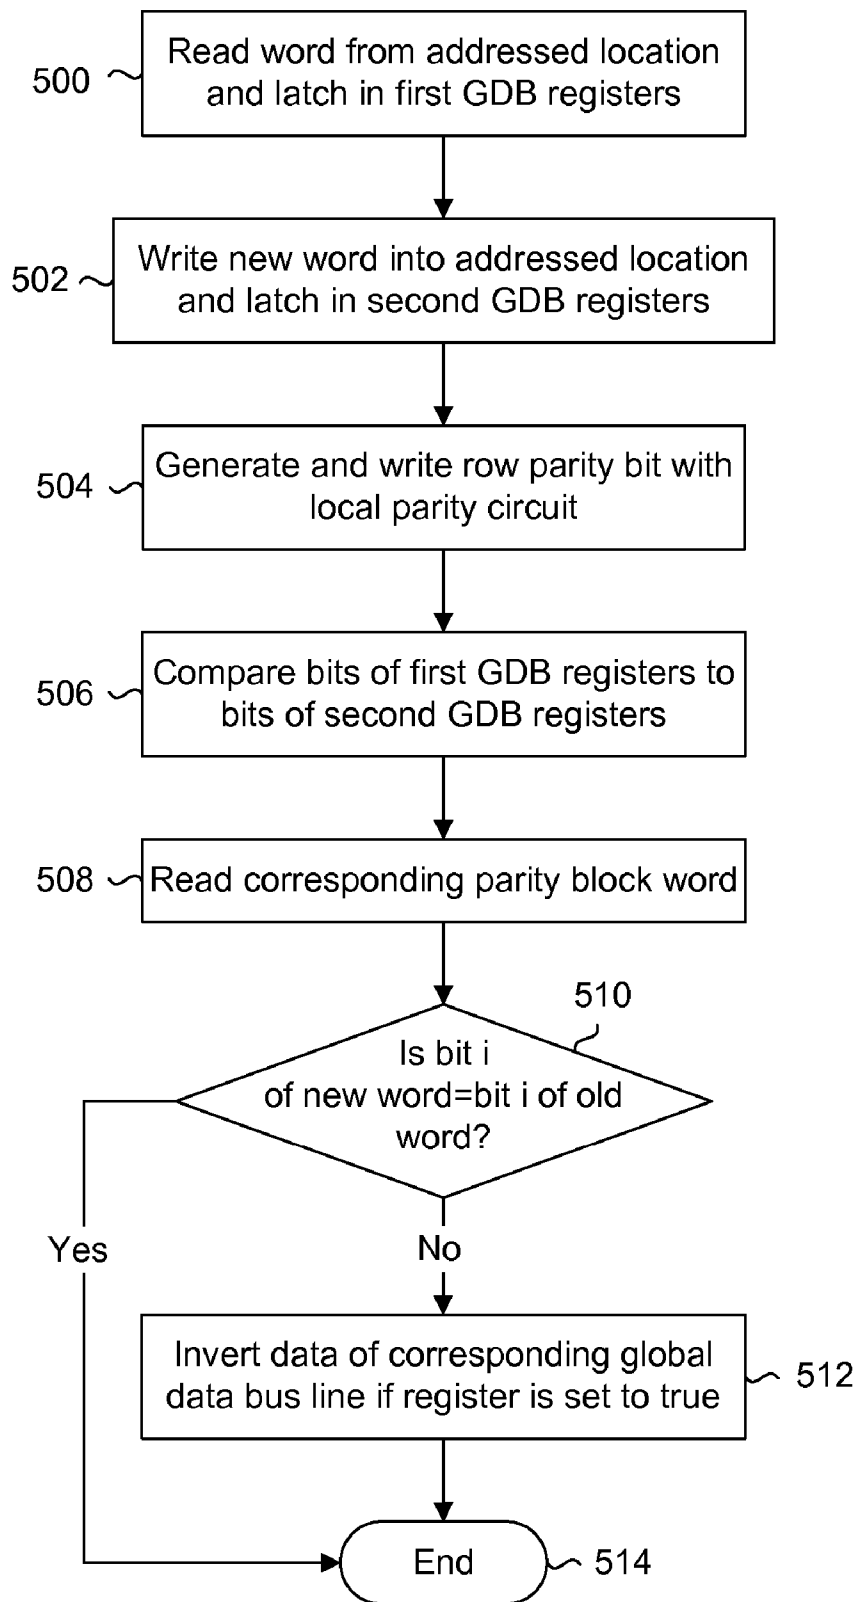 500
Read word from addressed location
and latch in first GDB registers
502
Write new word into addressed location
and latch in second GDB registers
504
Generate and write row parity bit with
local parity circuit
506
Compare bits of first GDB registers to
bits of second GDB registers
508
Read corresponding parity block word
510
Is bit i
of new word=bit i of old
word?
Yes
No
Invert data of corresponding global
data bus line if register is set to true
512
End
514